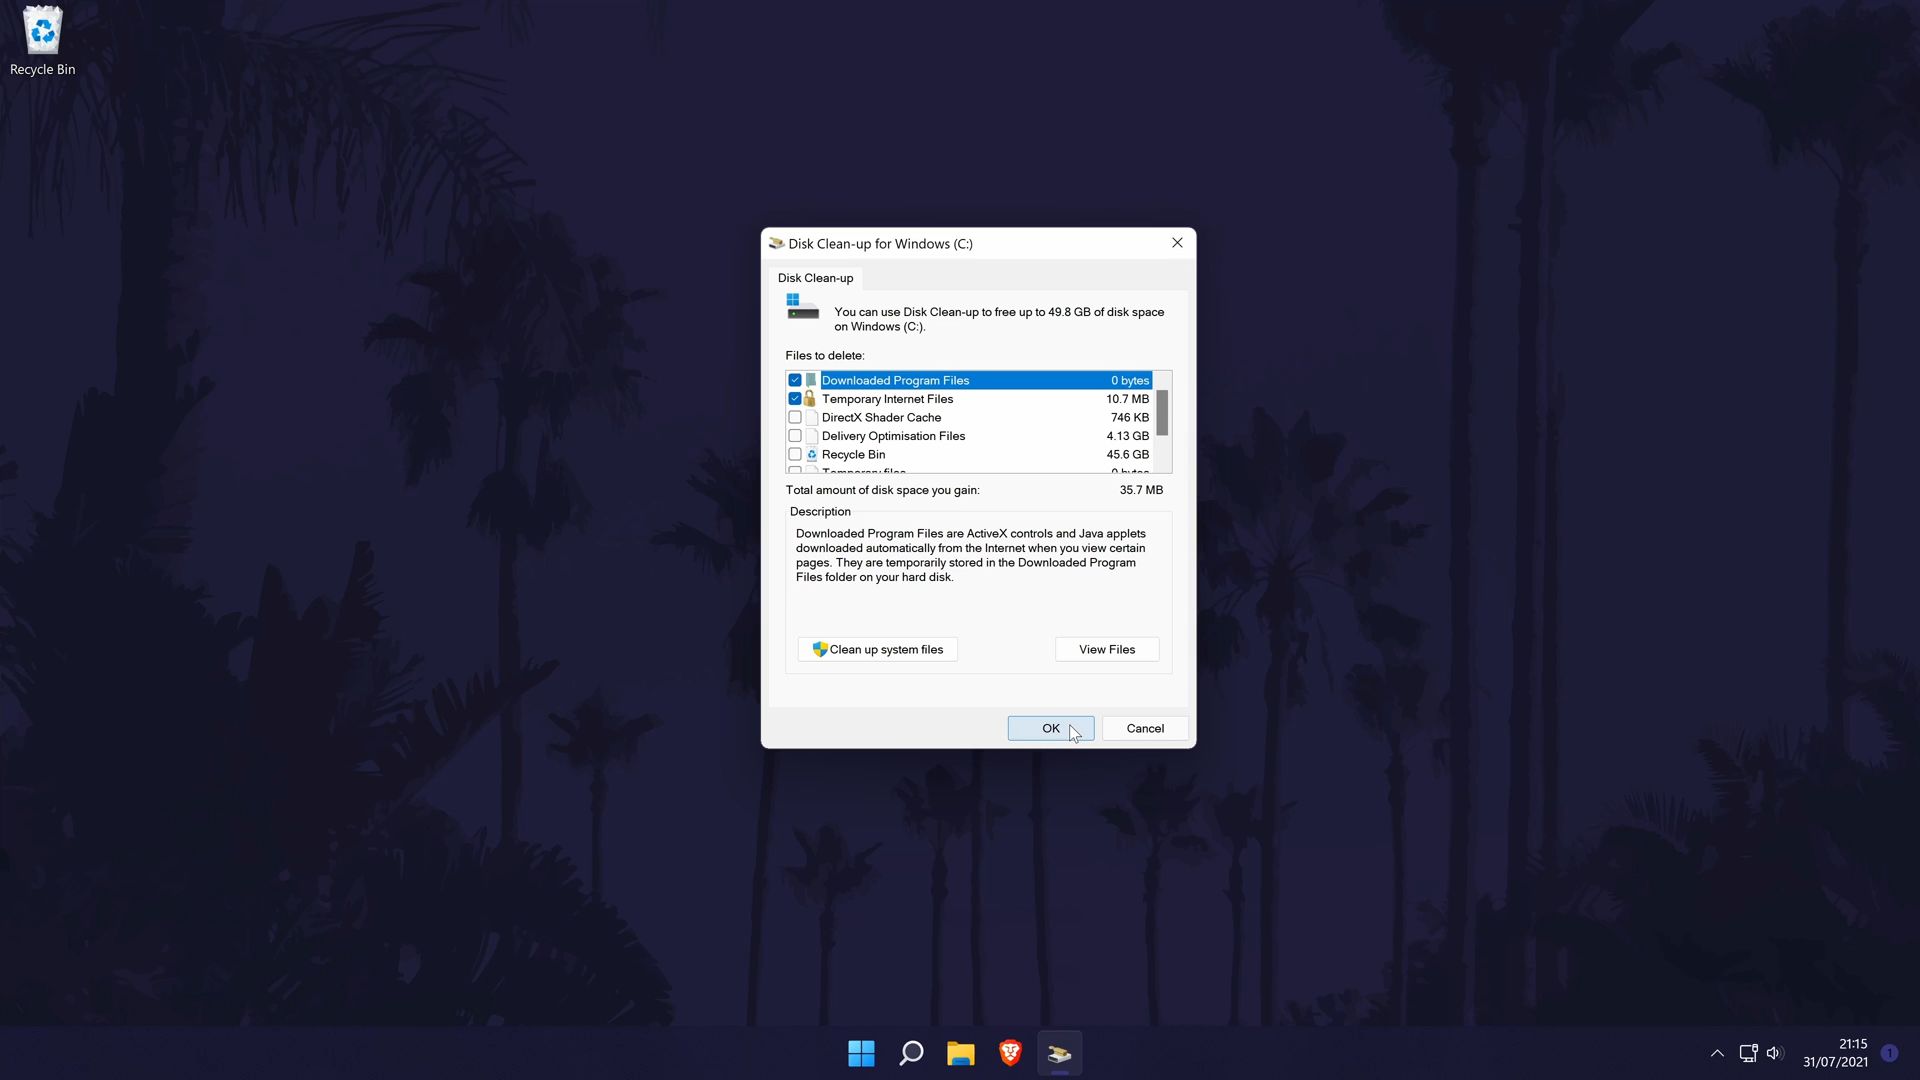 Recycle Bin
Disk Clean-up for Windows (C:)
Disk Clean-up
You can use Disk Clean-up to free up to 49.8 GB of disk space
on Windows (C:).
Files to delete:
Downloaded Program Files 0 bytes
Temporary Internet Files 10.7 MB
DirectX Shader Cache 746 KB
Delivery Optimisation Files 4.13 GB
Recycle Bin 45.6 GB
Temporary files 0 bytes
Total amount of disk space you gain: 35.7 MB
Description
Downloaded Program Files are ActiveX controls and Java applets
downloaded automatically from the Internet when you view certain
pages. They are temporarily stored in the Downloaded Program
Files folder on your hard disk.
Clean up system files View Files
OK Cancel
21:15
31/07/2021 1